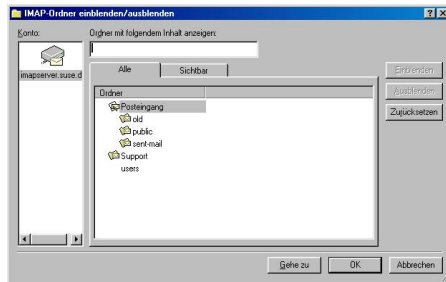 IMAP-Ordner einblenden/ausblenden
Konto:
Ordner mit folgendem Inhalt anzeigen:
imapserver.suse.d
Alle
Sichtbar
Einblenden
Ausblenden
Zurücksetzen
Ordner
Posteingang
old
public
sent-mail
Support
users
Gehe zu
OK
Abbrechen